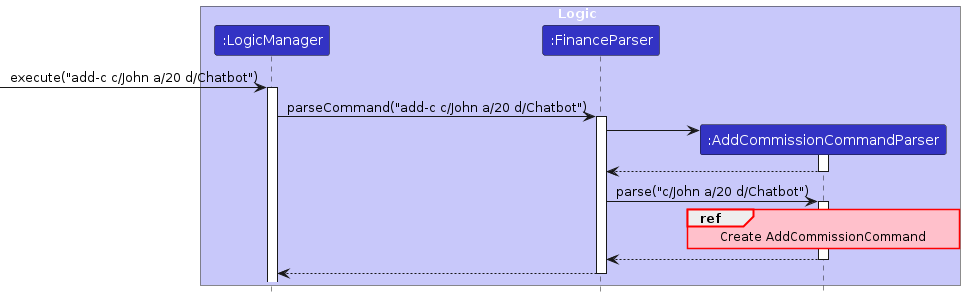 Logic
:LogicManager
:FinanceParser
execute("add-c c/John a/20 d/Chatbot")
parseCommand("add-c c/John a/20 d/Chatbot")
:AddCommissionCommandParser
parse("c/John a/20 d/Chatbot")
ref
Create AddCommissionCommand